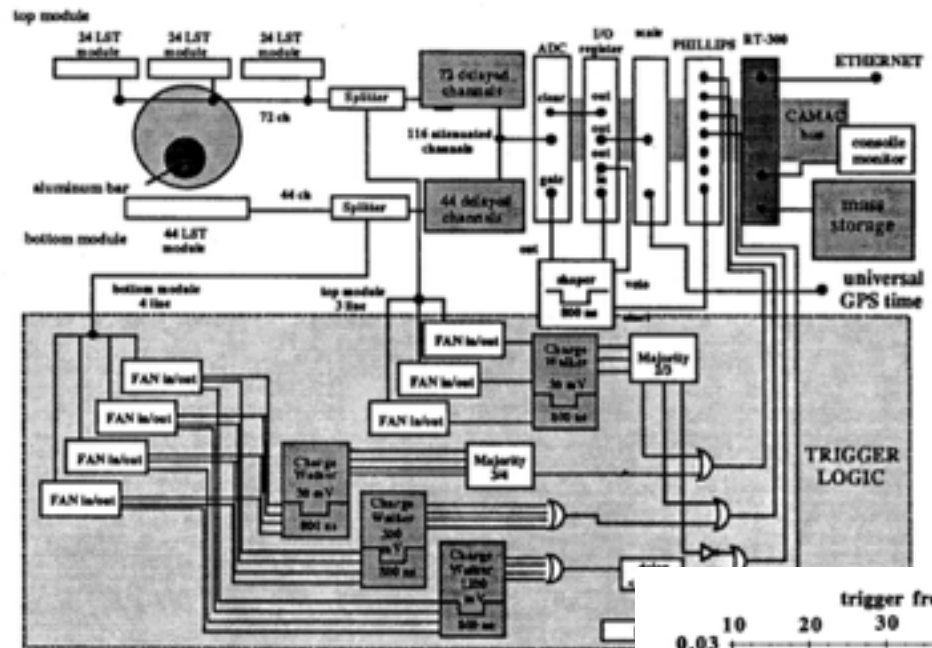 top module
24 LST
module
24 LST
module
24 LST
module
ADC
I/O
register
scale
PHILLIPS
RT-300
ETHERNET
Splitter
72 delayed
channels
clear
out
72 ch
CAMAC
bus
116 attenuated
channels
out
out
console
monitor
aluminum bar
44 ch
Splitter
44 delayed
channels
mass
storage
bottom module
44 LST
module
out
shaper
veto
800 ns
start
universal
GPS time
bottom module
4 line
top module
3 line
FAN in/out
FAN in/out
FAN in/out
Charge
Walker
30 mV
800 ns
Majority
2/3
FAN in/out
FAN in/out
FAN in/out
FAN in/out
Charge
Walker
30 mV
800 ns
Majority
3/4
TRIGGER
LOGIC
Charge
Walker
mV
Charge
Walker
mV
trigger
0.03 10 20 30